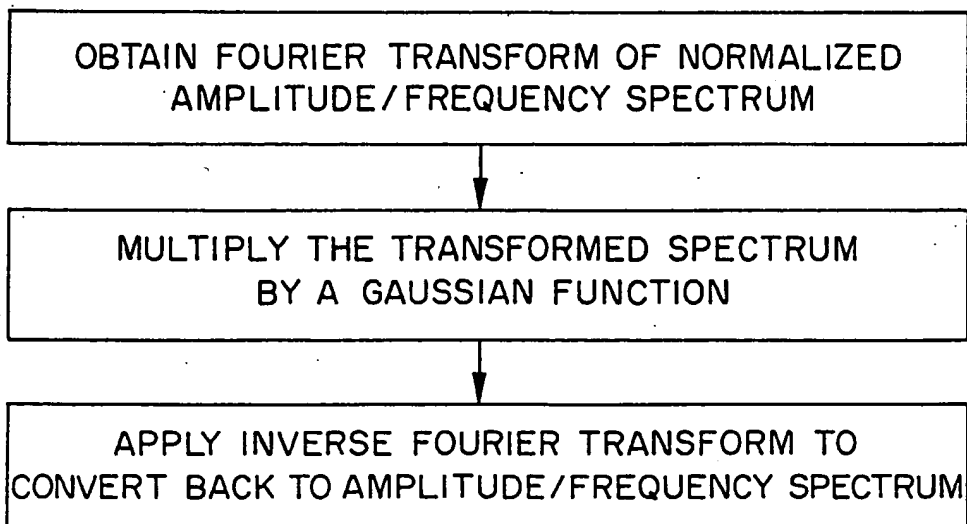 OBTAIN FOURIER TRANSFORM OF NORMALIZED
AMPLITUDE/FREQUENCY SPECTRUM
MULTIPLY THE TRANSFORMED SPECTRUM
BY A GAUSSIAN FUNCTION
APPLY INVERSE FOURIER TRANSFORM TO
CONVERT BACK TO AMPLITUDE/FREQUENCY SPECTRUM